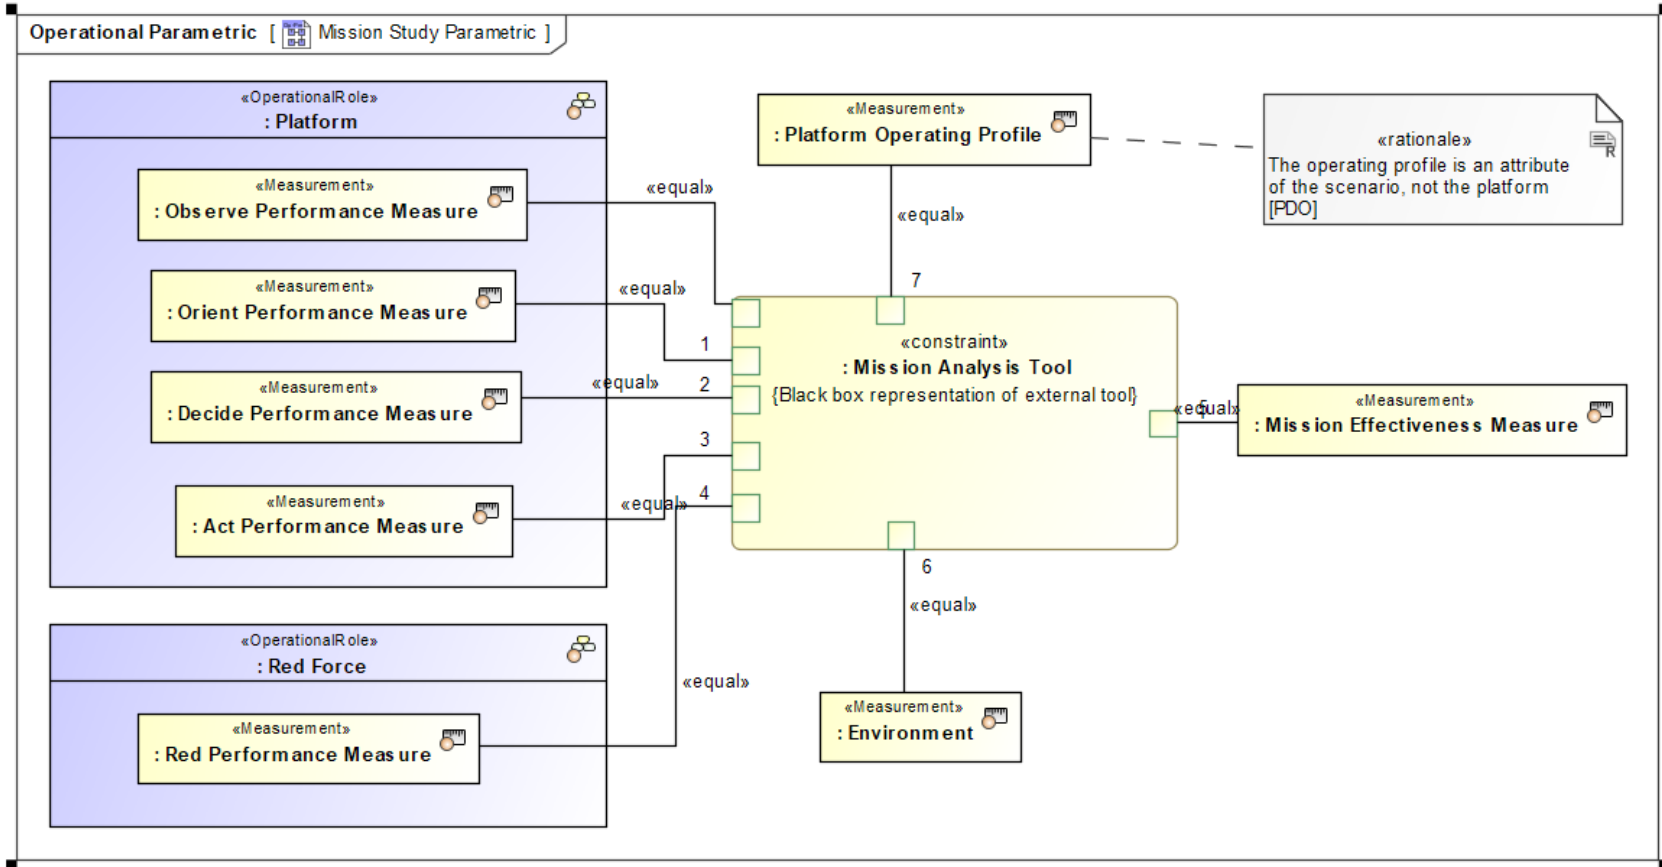 Operational Parametric [ Mission Study Parametric ]
«OperationalRole»
: Platform
«Measurement»
: Observe Performance Measure
«Measurement»
: Orient Performance Measure
«Measurement»
: Decide Performance Measure
«Measurement»
: Act Performance Measure
«OperationalRole»
: Red Force
«Measurement»
: Red Performance Measure
«equal»
«equal»
«equal»
«equal»
«equal»
1
2
3
4
«Measurement»
: Platform Operating Profile
«equal»
7
«constraint»
: Mission Analysis Tool
{Black box representation of external tool}
6
«equal»
«Measurement»
: Environment
«rationale»
The operating profile is an attribute
of the scenario, not the platform
[PDO]
«equal»
5
«Measurement»
: Mission Effectiveness Measure